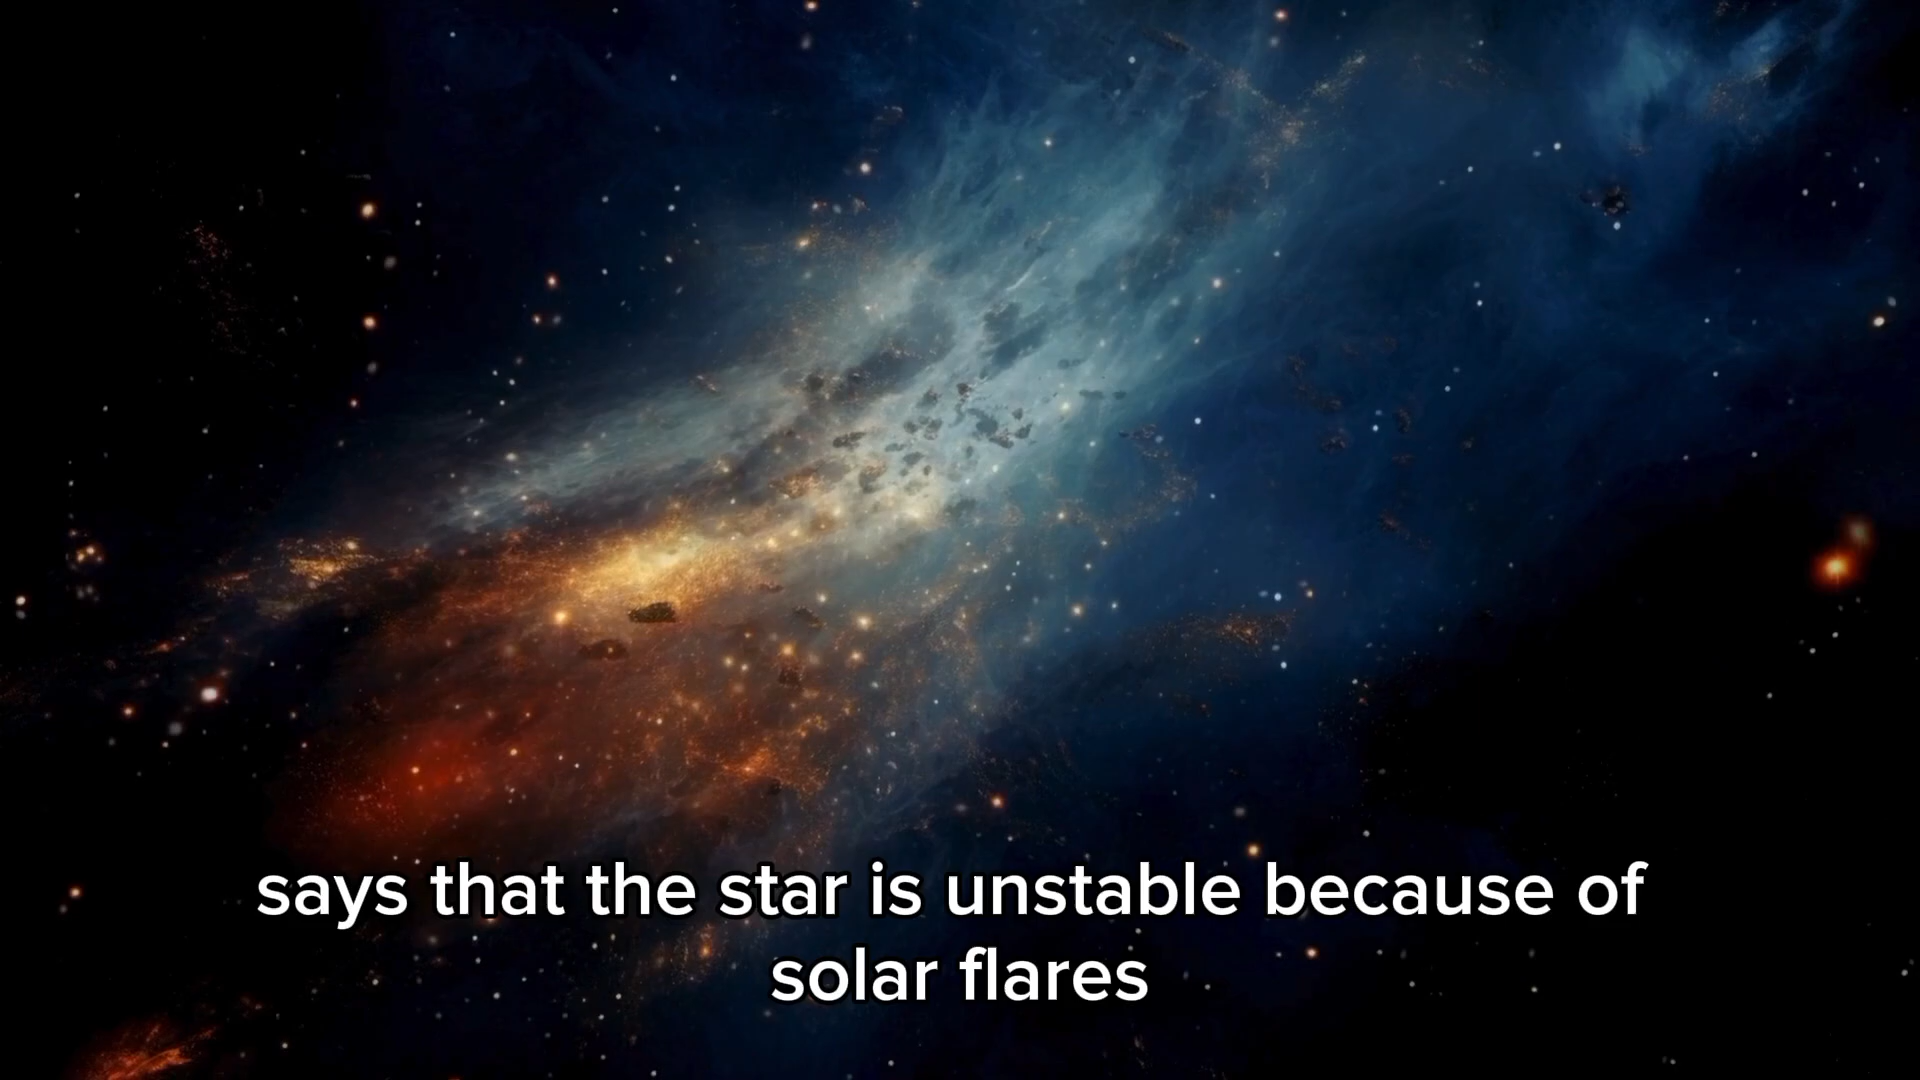 says that the star is unstable because of
solar flares